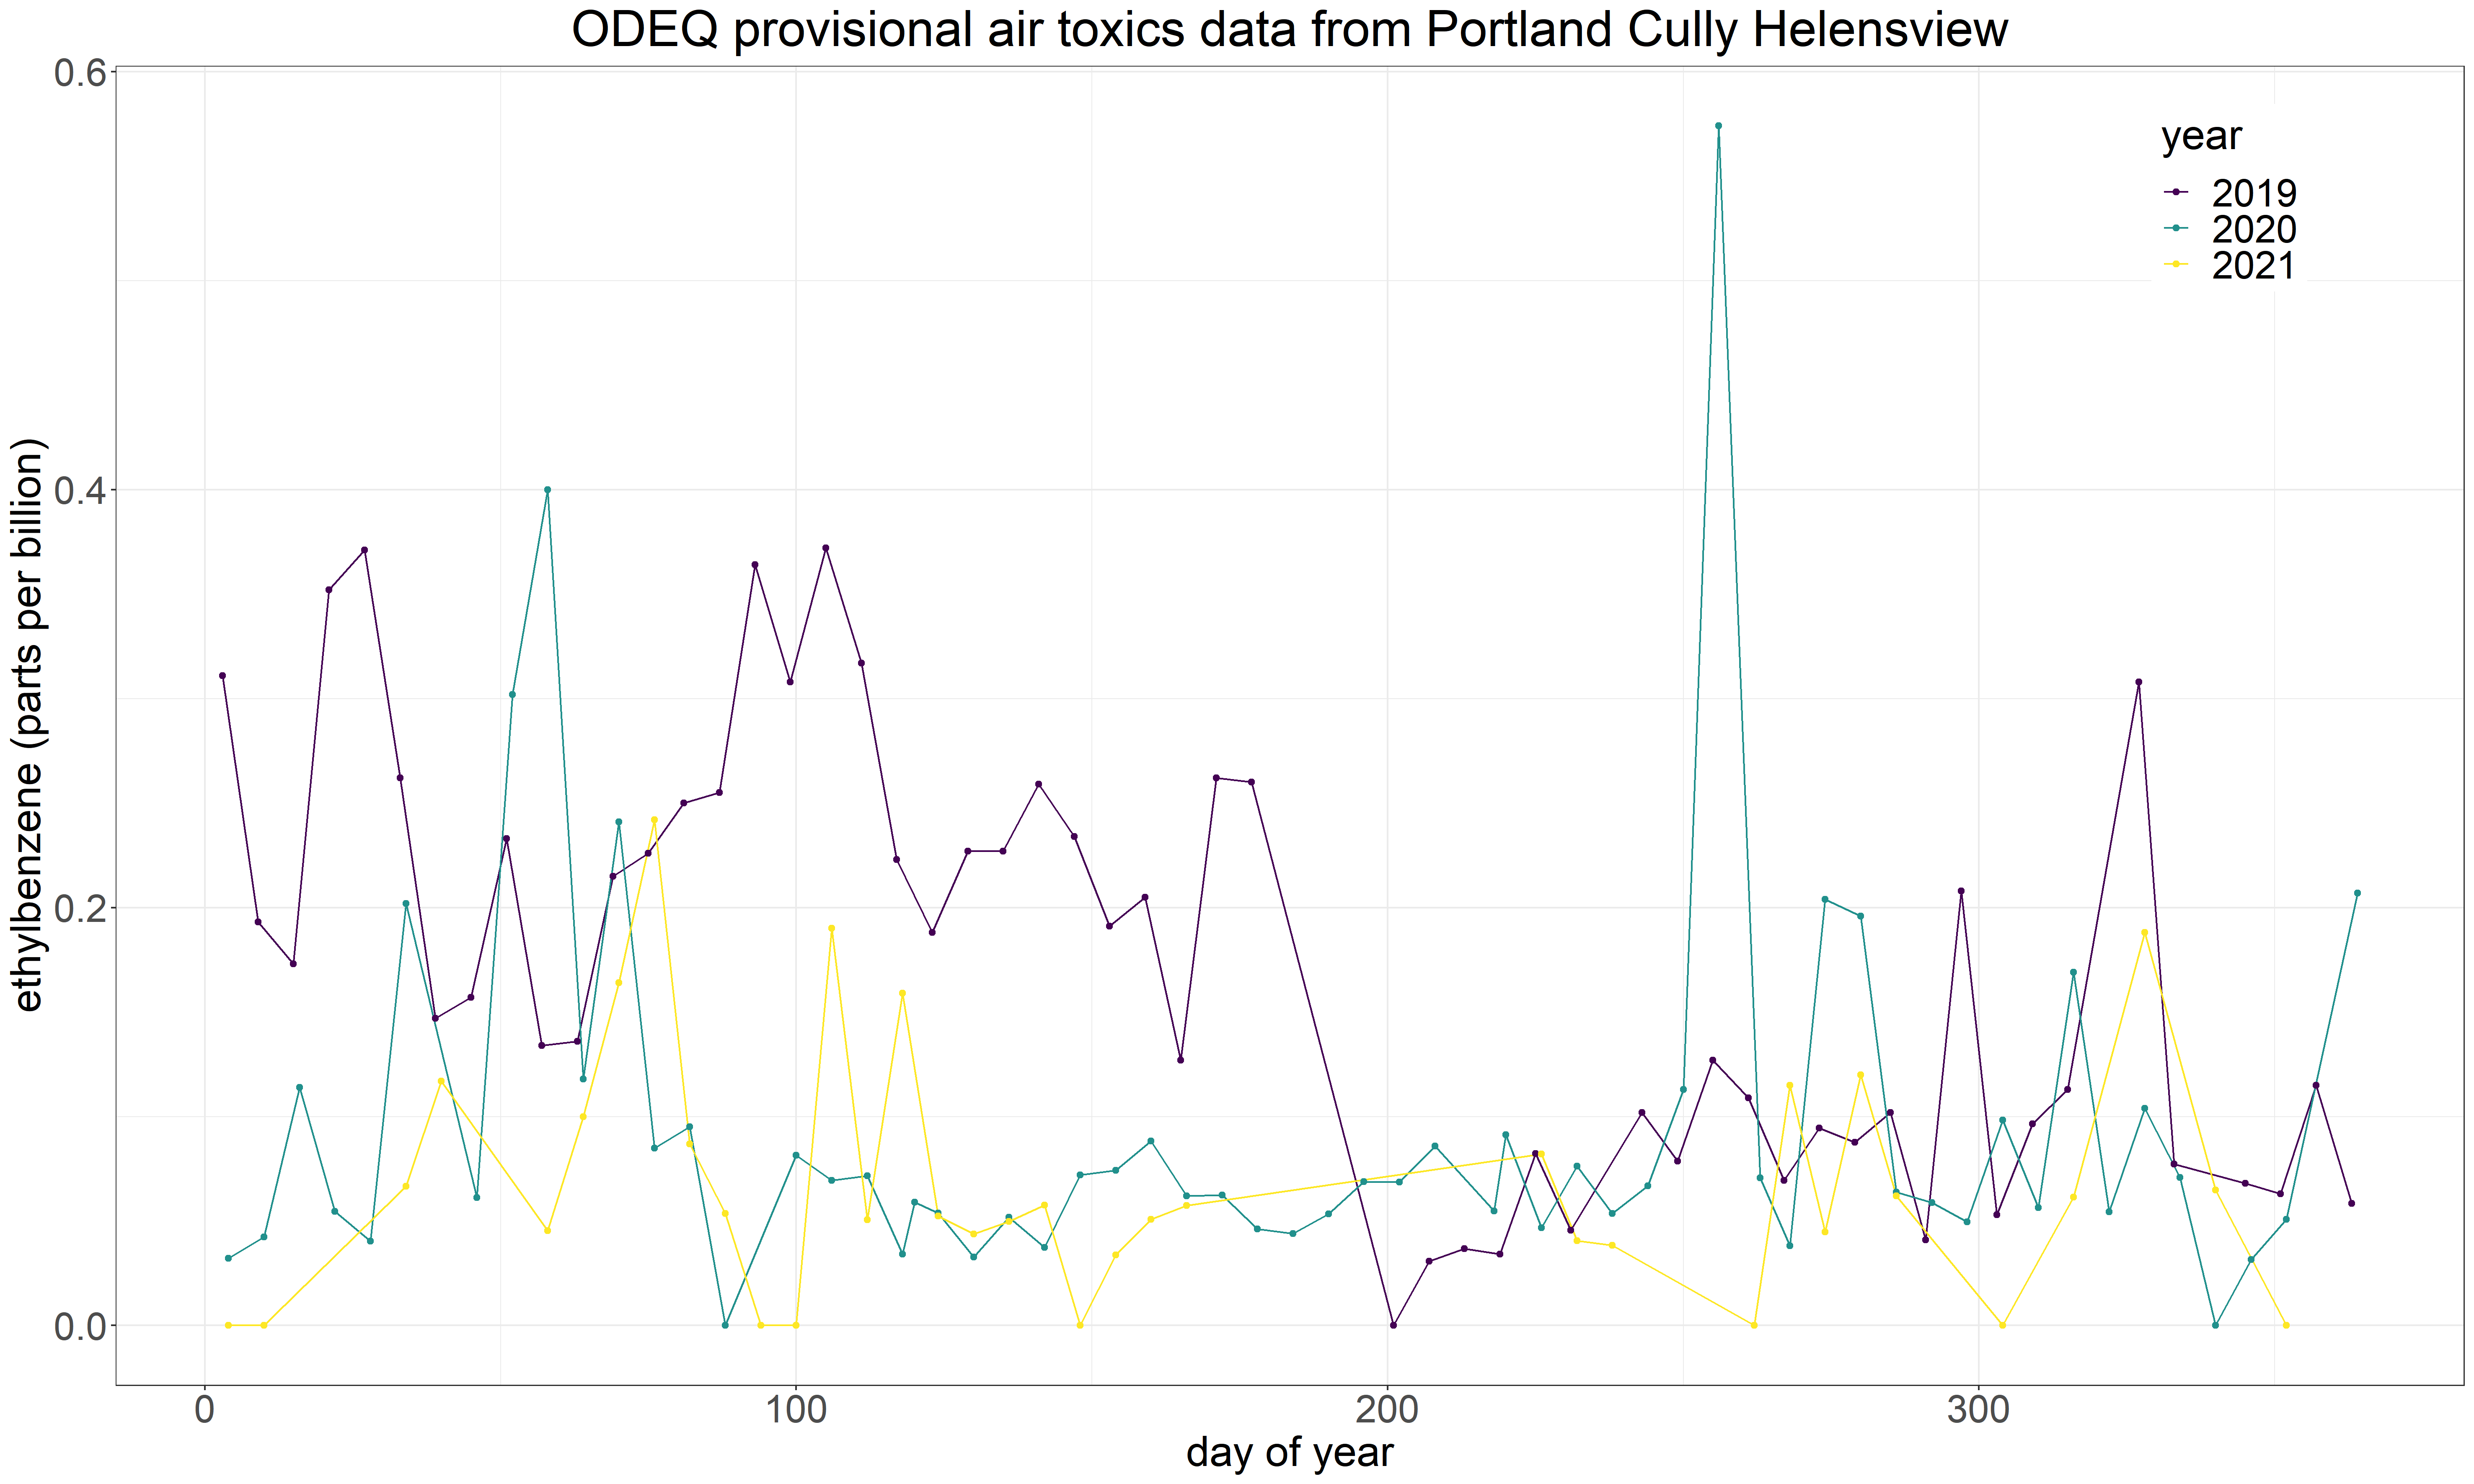 ODEQ provisional air toxics data from Portland Cully Helensview
0.6
0.4
0.2
0.0
ethylbenzene (parts per billion)
year
2019
2020
2021
0 100 200 300
day of year